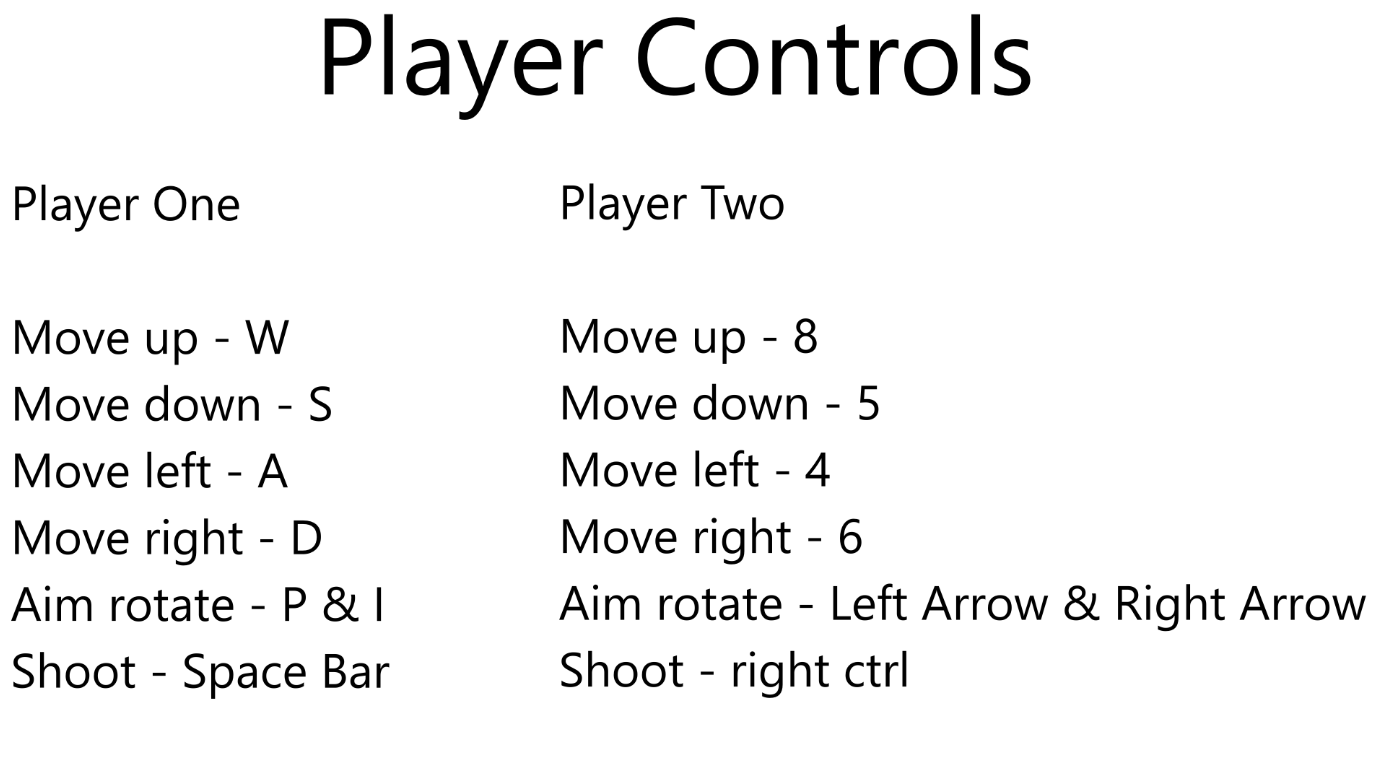 Player Controls
Player One
Move up - W
Move down - S
Move left - A
Move right - D
Aim rotate - P & I
Shoot - Space Bar
Player Two
Move up - 8
Move down - 5
Move left - 4
Move right - 6
Aim rotate - Left Arrow & Right Arrow
Shoot - right ctrl